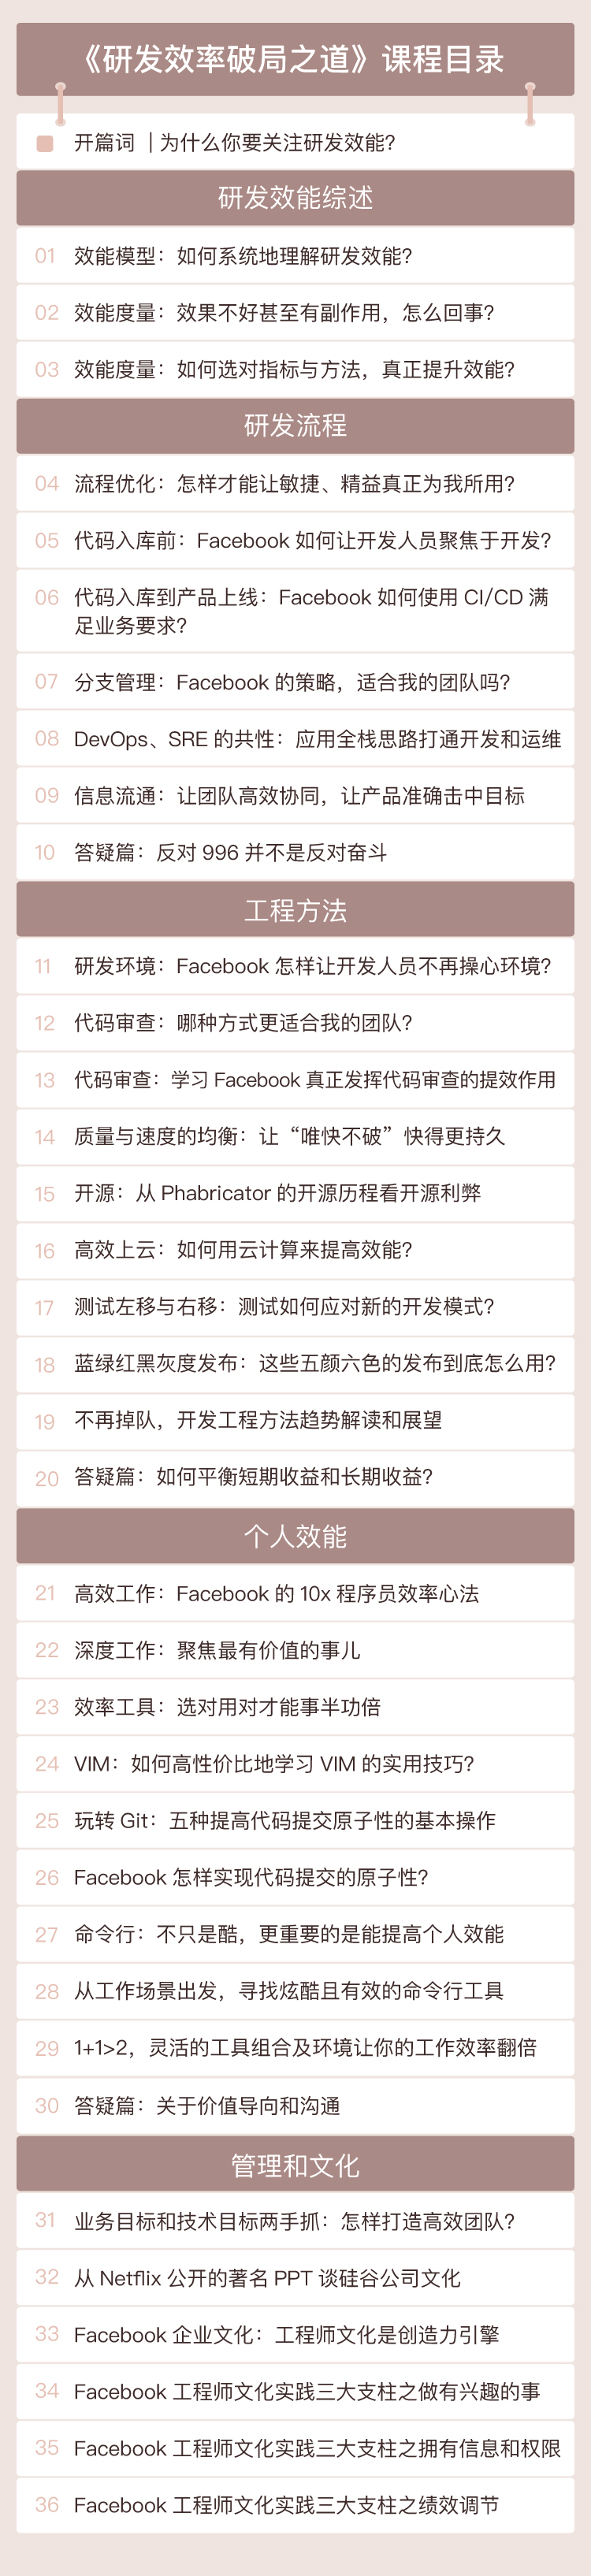 《研发效率破局之道》课程目录
开篇词 | 为什么你要关注研发效能?
研发效能综述
01 效能模型：如何系统地理解研发效能?
02 效能度量：效果不好甚至有副作用，怎么回事?
03 效能度量：如何选对指标与方法，真正提升效能?
研发流程
04 流程优化：怎样才能让敏捷、精益真正为我所用?
05 代码入库前：Facebook 如何让开发人员聚焦于开发?
06 代码入库到产品上线：Facebook 如何使用 CI/CD 满
足业务要求?
07 分支管理：Facebook 的策略，适合我的团队吗?
08 DevOps、SRE 的共性：应用全栈思路打通开发和运维
09 信息流通：让团队高效协同，让产品准确击中目标
10 答疑篇：反对 996 并不是反对奋斗
工程方法
11 研发环境：Facebook 怎样让开发人员不再操心环境?
12 代码审查：哪种方式更适合我的团队?
13 代码审查：学习 Facebook 真正发挥代码审查的提效作用
14 质量与速度的均衡：让“唯快不破”快得更持久
15 开源：从 Phabricator 的开源历程看开源利弊
16 高效上云：如何用云计算来提高效能?
17 测试左移与右移：测试如何应对新的开发模式?
18 蓝绿红黑灰度发布：这些五颜六色的发布到底怎么用?
19 不再掉队，开发工程方法趋势解读和展望
20 答疑篇：如何平衡短期收益和长期收益?
个人效能
21 高效工作：Facebook 的 10x 程序员效率心法
22 深度工作：聚焦最有价值的事儿
23 效率工具：选对用对才能事半功倍
24 VIM：如何高性价比地学习 VIM 的实用技巧?
25 玩转 Git：五种提高代码提交原子性的基本操作
26 Facebook 怎样实现代码提交的原子性?
27 命令行：不只是酷，更重要的是能提高个人效能
28 从工作场景出发，寻找炫酷且有效的命令行工具
29 1+1>2，灵活的工具组合及环境让你的工作效率翻倍
30 答疑篇：关于价值导向和沟通
管理和文化
31 业务目标和技术目标两手抓：怎样打造高效团队?
32 从 Netflix 公开的著名 PPT 谈硅谷公司文化
33 Facebook 企业文化：工程师文化是创造力引擎
34 Facebook 工程师文化实践三大支柱之做有兴趣的事
35 Facebook 工程师文化实践三大支柱之拥有信息和权限
36 Facebook 工程师文化实践三大支柱之绩效调节